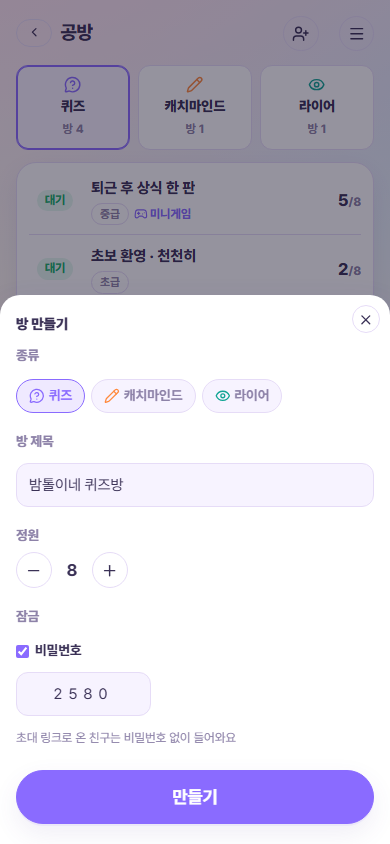 공방
퀴즈
방 4
캐치마인드
방 1
라이어
방 1
대기
퇴근 후 상식 한 판
중급
미니게임
5/8
대기
초보 환영 · 천천히
초급
2/8
방 만들기
종류
퀴즈
캐치마인드
라이어
방 제목
밤톨이네 퀴즈방
정원
8
잠금
비밀번호
2580
초대 링크로 온 친구는 비밀번호 없이 들어와요
만들기